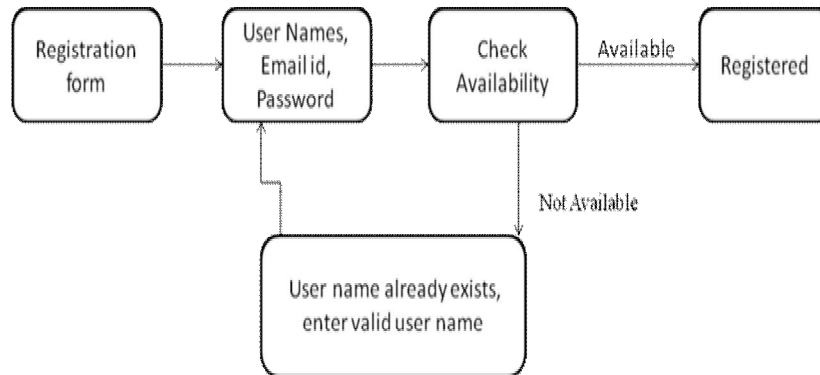 Registration
form
User Names,
Email id,
Password
Check
Availability
Available
Registered
Not Available
User name already exists,
enter valid user name